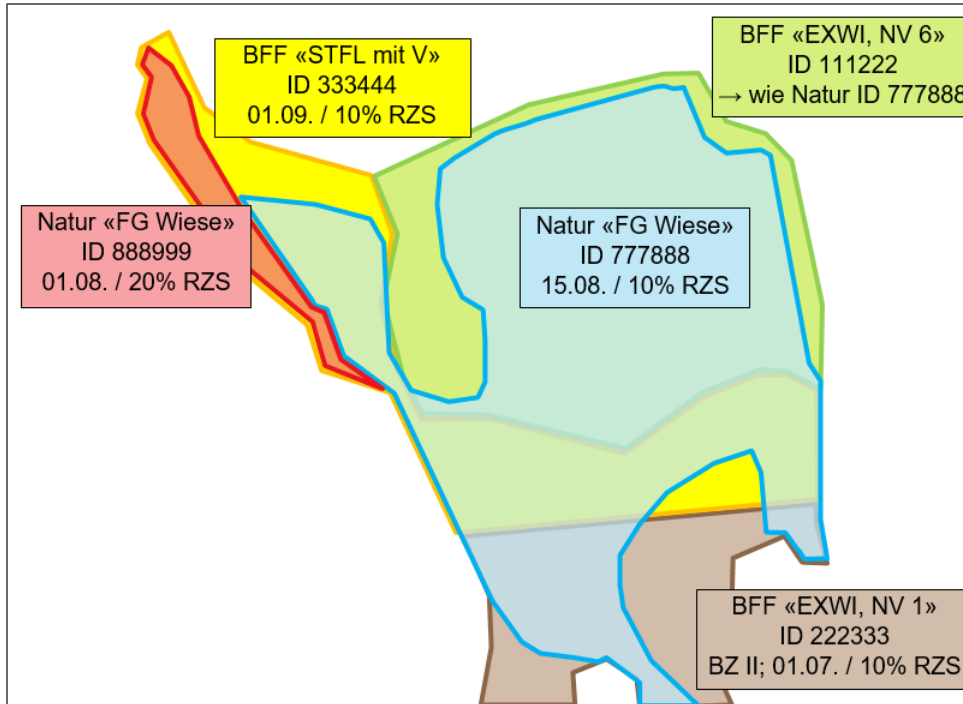 BFF «STFL mit V»
ID 333444
01.09. / 10% RZS
BFF «EXWI, NV 6»
ID 111222
→ wie Natur ID 777888
Natur «FG Wiese»
ID 888999
01.08. / 20% RZS
Natur «FG Wiese»
ID 777888
15.08. / 10% RZS
BFF «EXWI, NV 1»
ID 222333
BZ II; 01.07. / 10% RZS